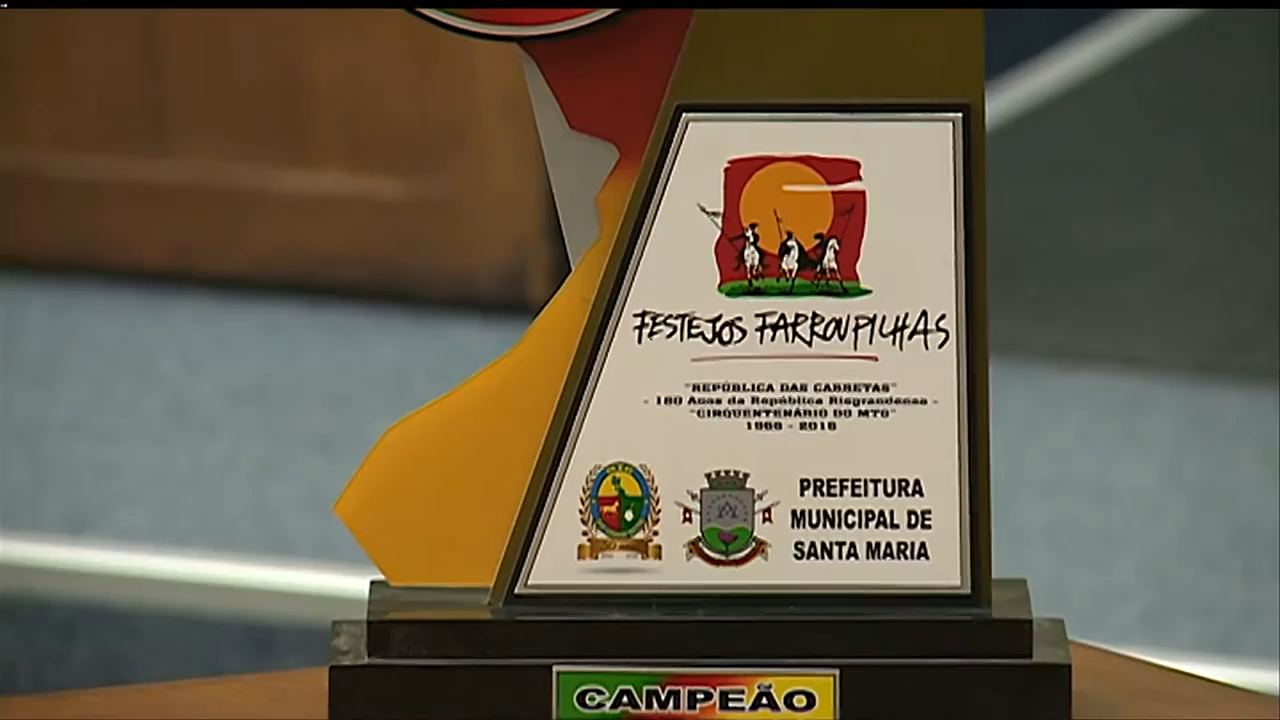 FESTEJOS FARROUPILHAS
"REPÚBLICA DAS CARRETAS"
- 180 Anos da República Riograndense -
"CINQUENTENÁRIO DO MTG"
1966 - 2016
PREFEITURA
MUNICIPAL DE
SANTA MARIA
CAMPEÃO